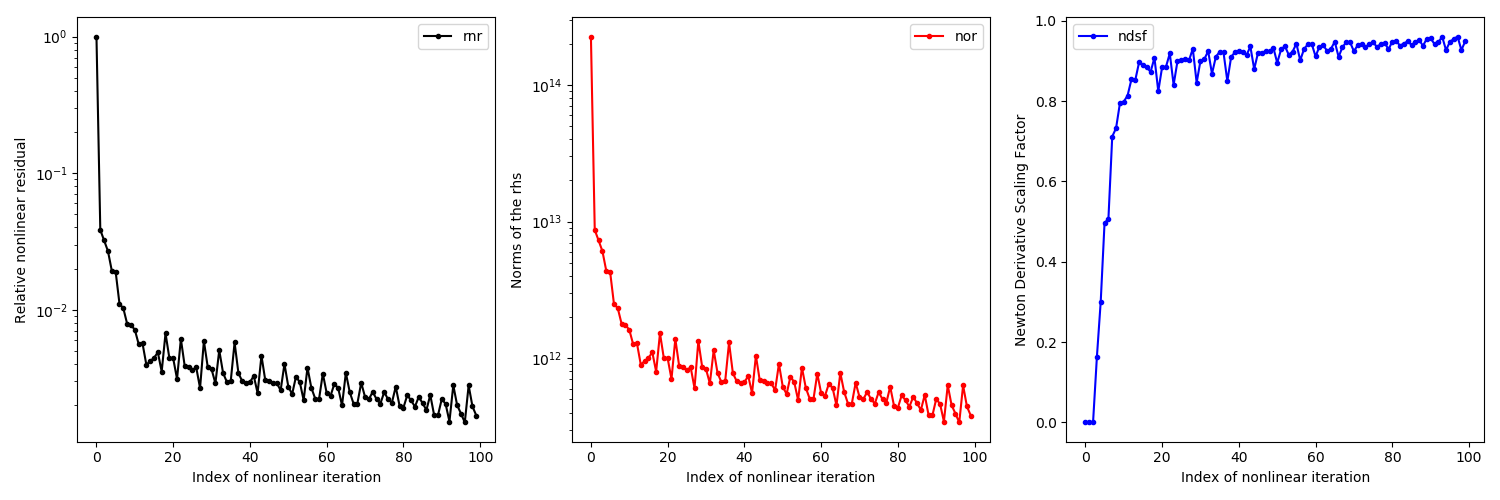 Relative nonlinear residual
10⁰
10⁻¹
10⁻²
rnr
0 20 40 60 80 100
Index of nonlinear iteration
Norms of the rhs
10¹⁴
10¹³
10¹²
nor
0 20 40 60 80 100
Index of nonlinear iteration
Newton Derivative Scaling Factor
1.0
0.8
0.6
0.4
0.2
0.0
ndsf
0 20 40 60 80 100
Index of nonlinear iteration